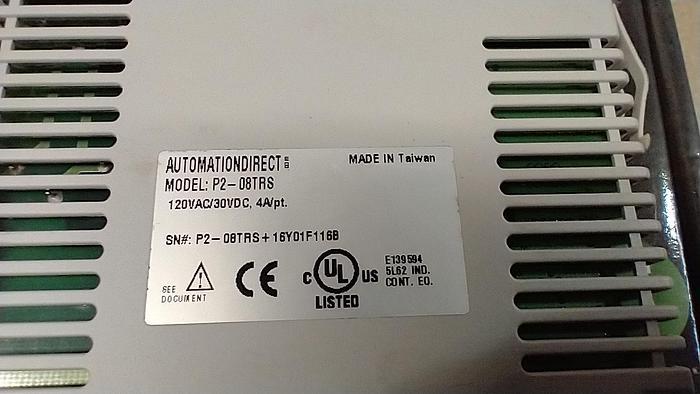 AUTOMATIONDIRECT
MADE IN Taiwan
MODEL: P2-08TRS
120VAC/30VDC, 4A/pt.
SN#: P2-08TRS+16Y01F116B
SEE
DOCUMENT
CE
C UL US
LISTED
E139594
5L62 IND.
CONT. EQ.